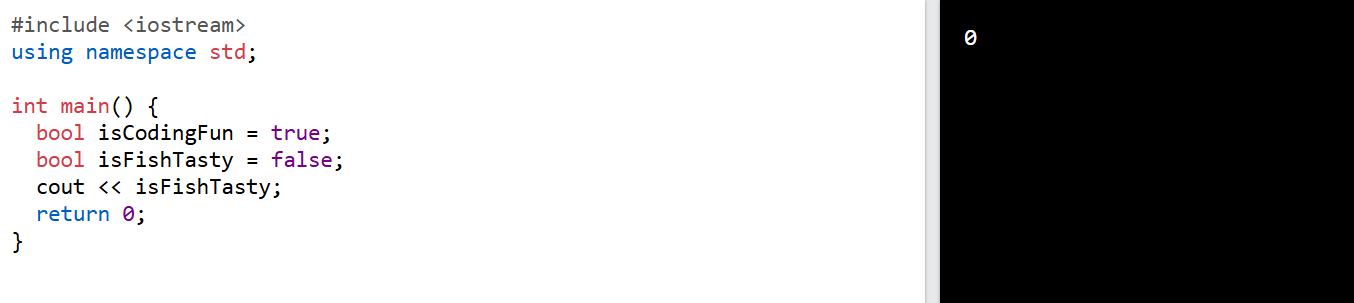 #include <iostream>
using namespace std;

int main() {
  bool isCodingFun = true;
  bool isFishTasty = false;
  cout << isFishTasty;
  return 0;
}
0